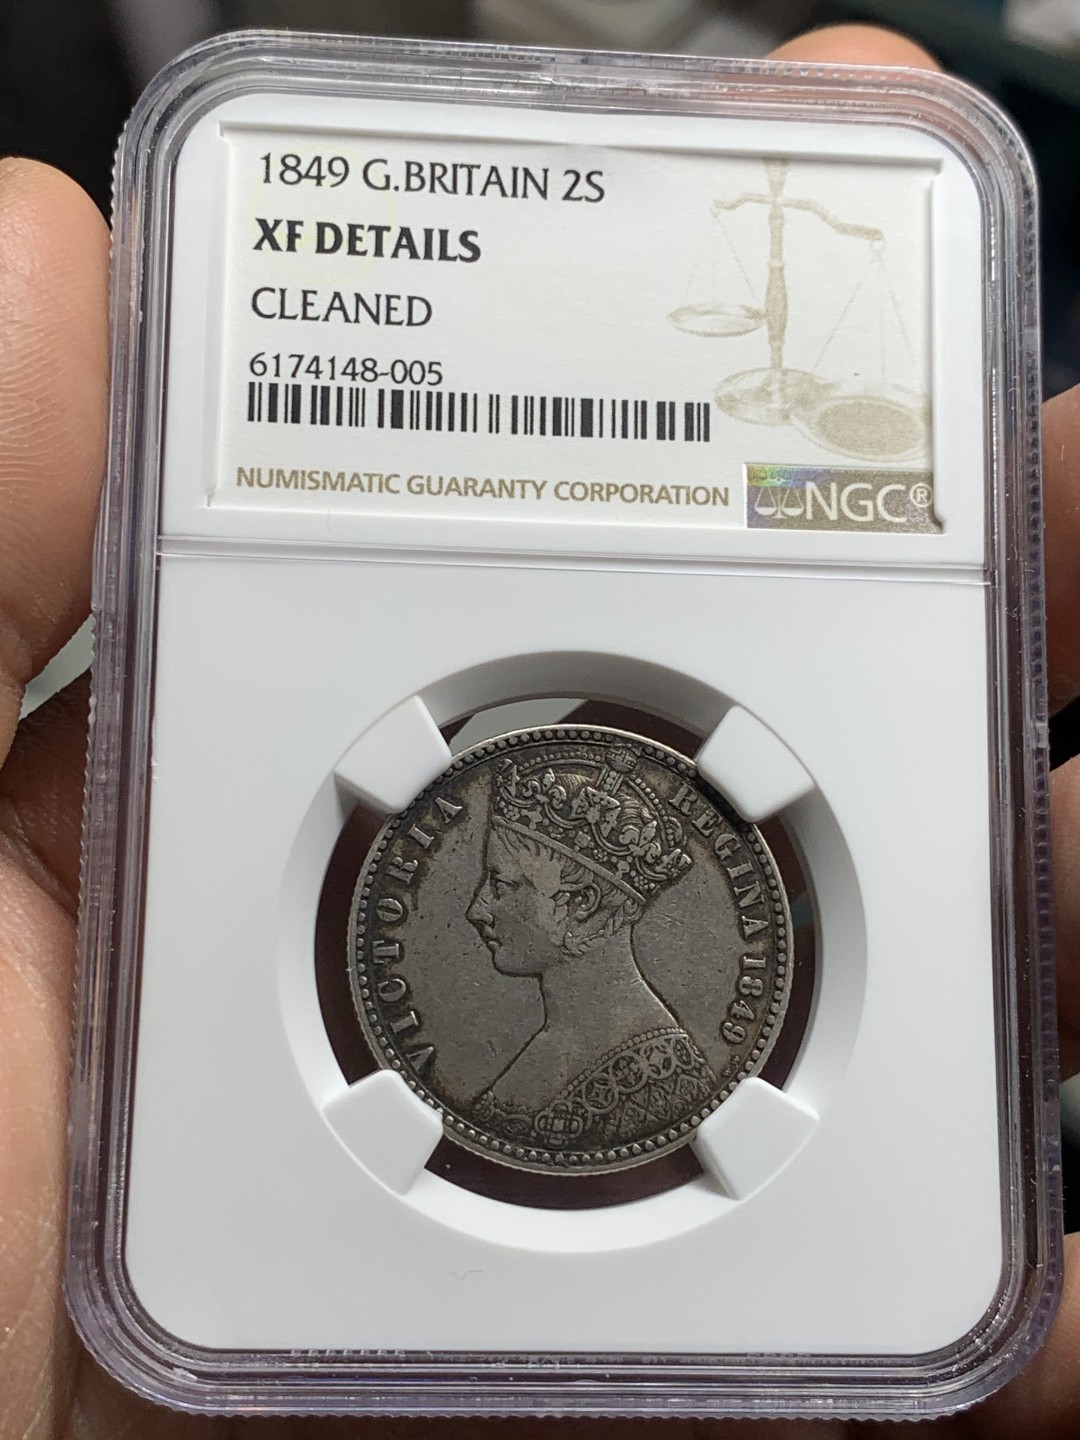 1849 G.BRITAIN 2S
XF DETAILS
CLEANED
6174148-005
NUMISMATIC GUARANTY CORPORATION
NGC®
VICTORIA REGINA 1849